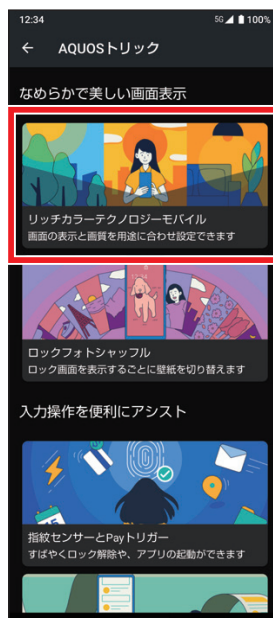 12:34 5G 100%
← AQUOSトリック
なめらかで美しい画面表示
リッチカラーテクノロジーモバイル
画面の表示と画質を用途に合わせ設定できます
ロックフォトシャッフル
ロック画面を表示するごとに壁紙を切り替えます
入力操作を便利にアシスト
指紋センサーとPayトリガー
すばやくロック解除や、アプリの起動ができます